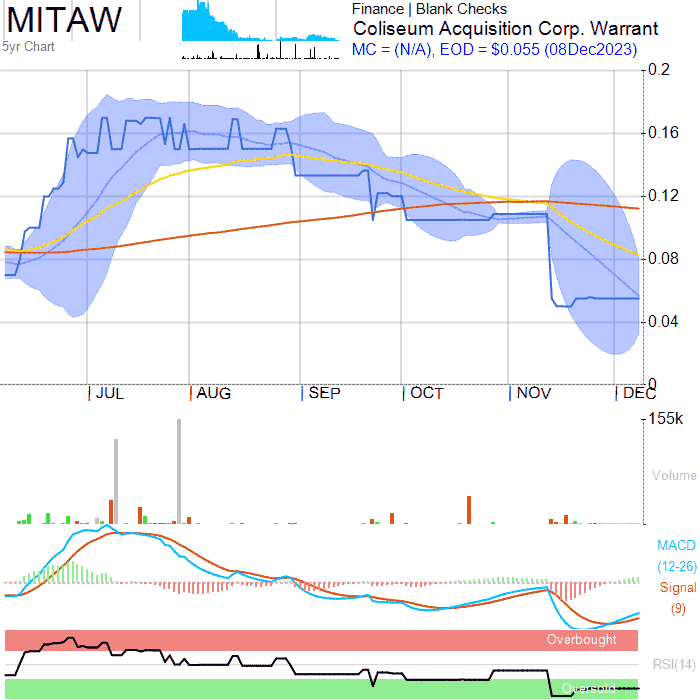 MITAW
5yr Chart
Finance | Blank Checks
Coliseum Acquisition Corp. Warrant
MC = (N/A), EOD = $0.055 (08Dec2023)
0.2
0.16
0.12
0.08
0.04
0
JUL AUG SEP OCT NOV DEC
155k
Volume
MACD
(12-26)
Signal
(9)
Overbought
RSI(14)
Oversold